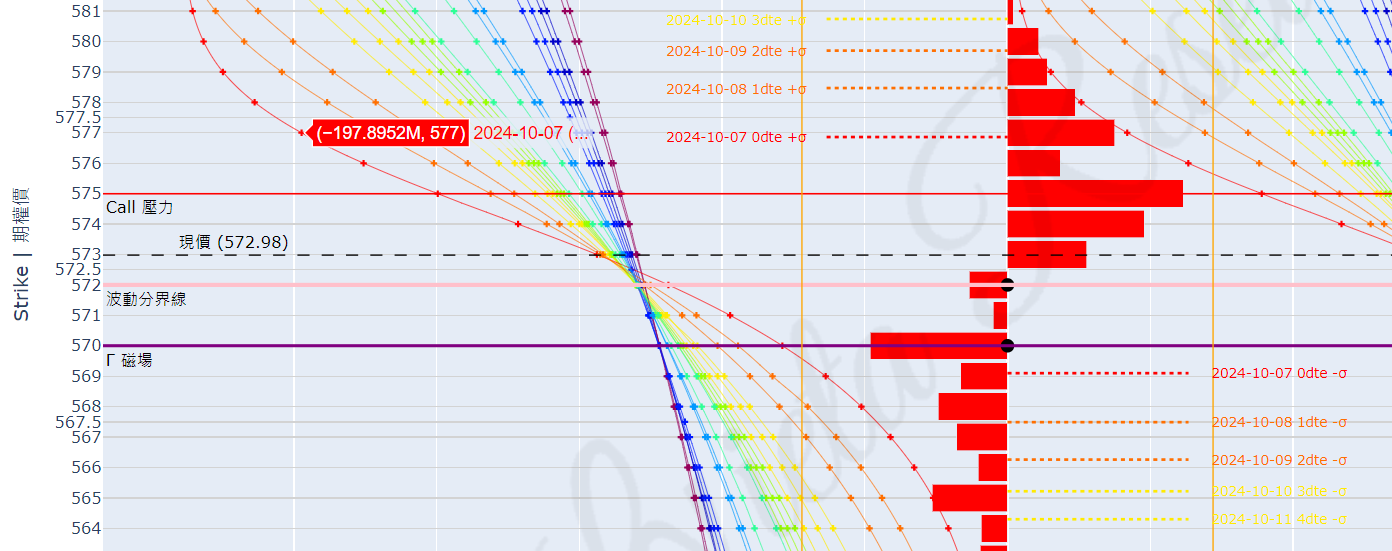 581
2024-10-10 3dte +σ
580
2024-10-09 2dte +σ
579
2024-10-08 1dte +σ
578
577.5
577
(−197.8952M, 577) 2024-10-07 (...
2024-10-07 0dte +σ
576
575
Call 壓力
574
現價 (572.98)
573
572.5
572
波動分界線
571
570
Γ 磁場
569
2024-10-07 0dte -σ
568
567.5
2024-10-08 1dte -σ
567
566
2024-10-09 2dte -σ
565
2024-10-10 3dte -σ
564
2024-10-11 4dte -σ
Strike | 期權價